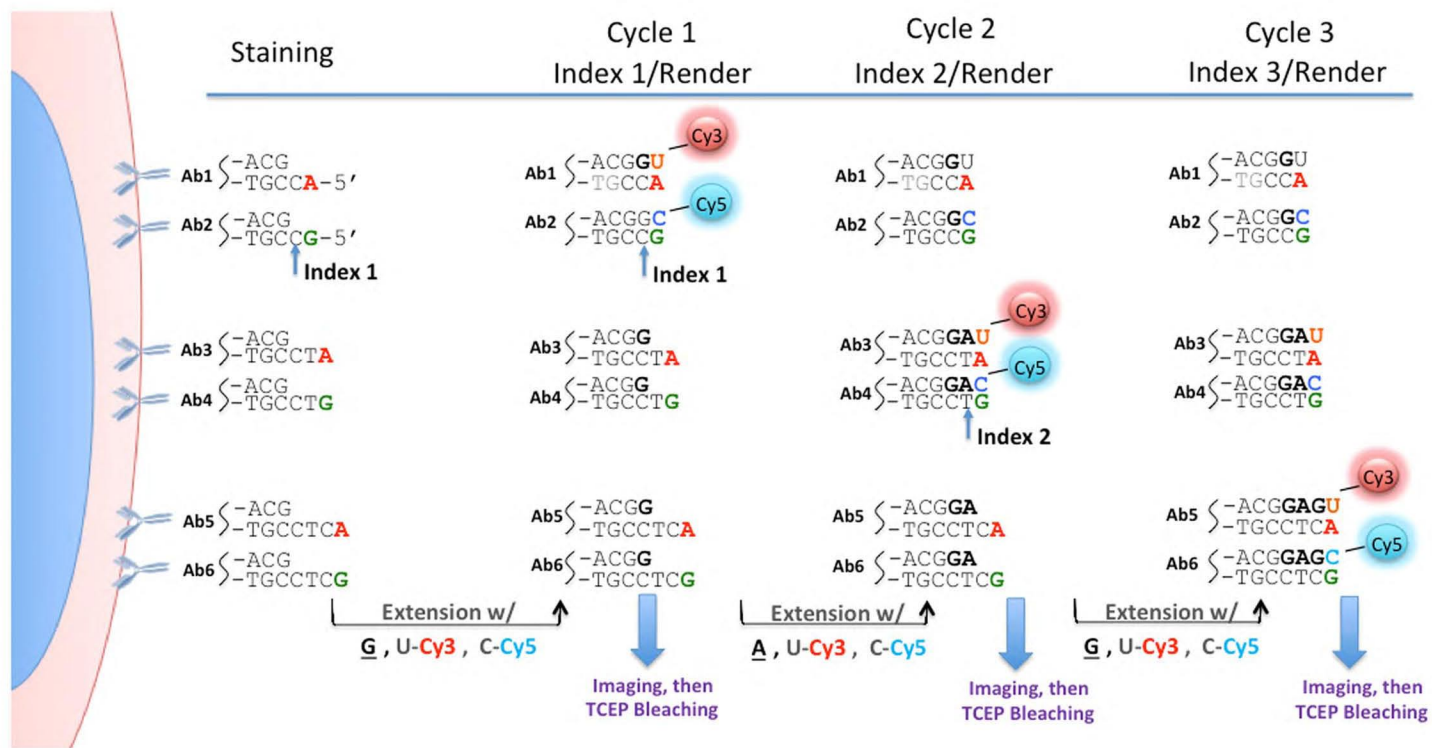 Staining
Cycle 1
Index 1/Render
Cycle 2
Index 2/Render
Cycle 3
Index 3/Render
Ab1
-ACG
-TGCCA-5'
Ab2
-ACG
-TGCCG-5'
Index 1
Ab3
-ACG
-TGCCTA
Ab4
-ACG
-TGCCTG
Ab5
-ACG
-TGCCTCA
Ab6
-ACG
-TGCCTCG
Cy3
Ab1
-ACGGU
-TGCCA
Cy5
Ab2
-ACGGC
-TGCCG
Index 1
Ab3
-ACGG
-TGCCTA
Ab4
-ACGG
-TGCCTG
Ab5
-ACGG
-TGCCTCA
Ab6
-ACGG
-TGCCTCG
Ab1
-ACGGU
-TGCCA
Ab2
-ACGGC
-TGCCG
Cy3
Ab3
-ACGGAU
-TGCCTA
Cy5
Ab4
-ACGGAC
-TGCCTG
Index 2
Ab5
-ACGGA
-TGCCTCA
Ab6
-ACGGA
-TGCCTCG
Ab1
-ACGGU
-TGCCA
Ab2
-ACGGC
-TGCCG
Ab3
-ACGGAU
-TGCCTA
Ab4
-ACGGAC
-TGCCTG
Cy3
Ab5
-ACGGAGU
-TGCCTCA
Cy5
Ab6
-ACGGAGC
-TGCCTCG
Extension w/
G , U-Cy3 , C-Cy5
Imaging, then
TCEP Bleaching
Extension w/
A , U-Cy3 , C-Cy5
Imaging, then
TCEP Bleaching
Extension w/
G , U-Cy3 , C-Cy5
Imaging, then
TCEP Bleaching